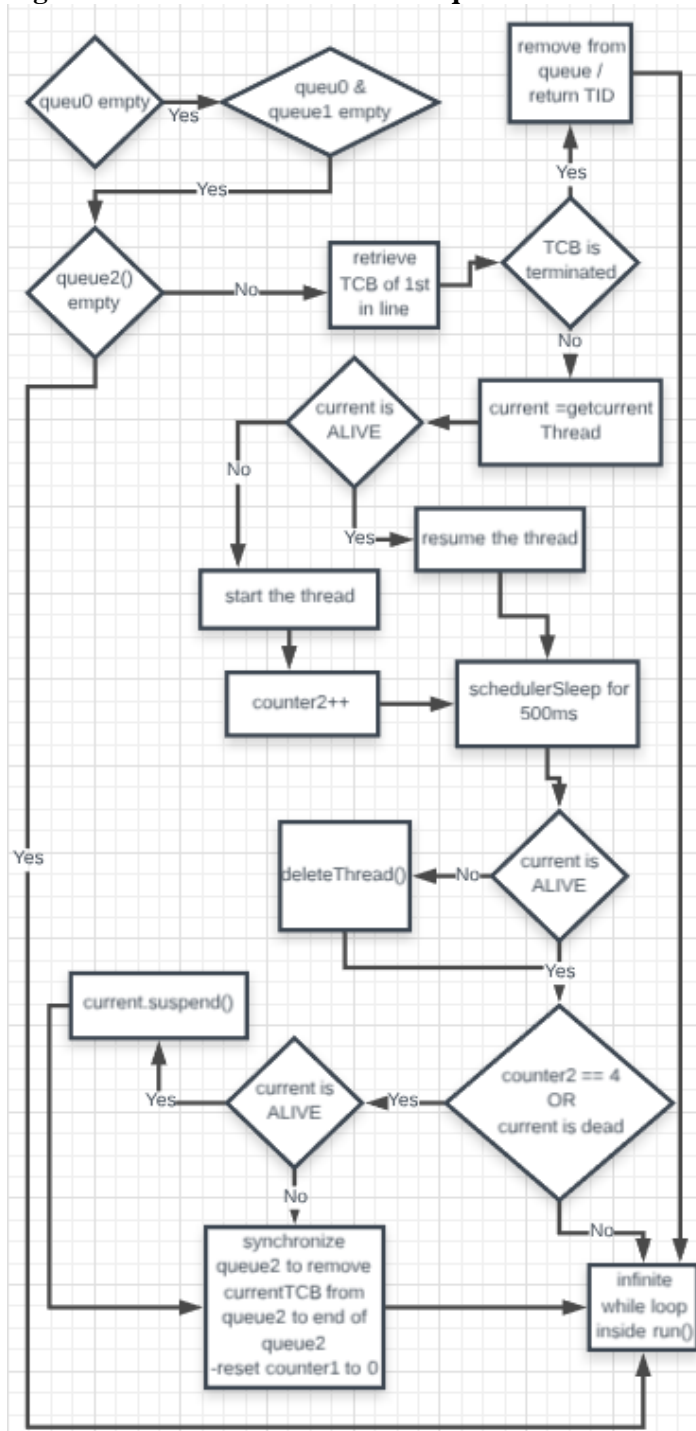 queu0 empty
Yes
queu0 &
queue1 empty
remove from
queue /
return TID
Yes
Yes
queue2()
empty
No
retrieve
TCB of 1st
in line
TCB is
terminated
No
current is
ALIVE
current =getcurrent
Thread
No
Yes
resume the thread
start the thread
counter2++
schedulerSleep for
500ms
Yes
deleteThread()
No
current is
ALIVE
Yes
current.suspend()
Yes
current is
ALIVE
Yes
counter2 == 4
OR
current is dead
No
No
synchronize
queue2 to remove
currentTCB from
queue2 to end of
queue2
-reset counter1 to 0
infinite
while loop
inside run()